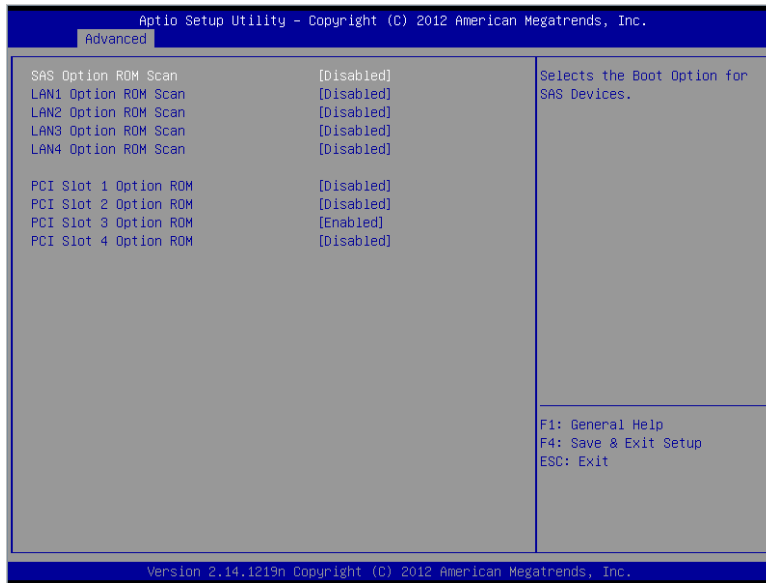 Aptio Setup Utility – Copyright (C) 2012 American Megatrends, Inc.
Advanced
SAS Option ROM Scan [Disabled]
LAN1 Option ROM Scan [Disabled]
LAN2 Option ROM Scan [Disabled]
LAN3 Option ROM Scan [Disabled]
LAN4 Option ROM Scan [Disabled]
PCI Slot 1 Option ROM [Disabled]
PCI Slot 2 Option ROM [Disabled]
PCI Slot 3 Option ROM [Enabled]
PCI Slot 4 Option ROM [Disabled]
Selects the Boot Option for
SAS Devices.
F1: General Help
F4: Save & Exit Setup
ESC: Exit
Version 2.14.1219n Copyright (C) 2012 American Megatrends, Inc.